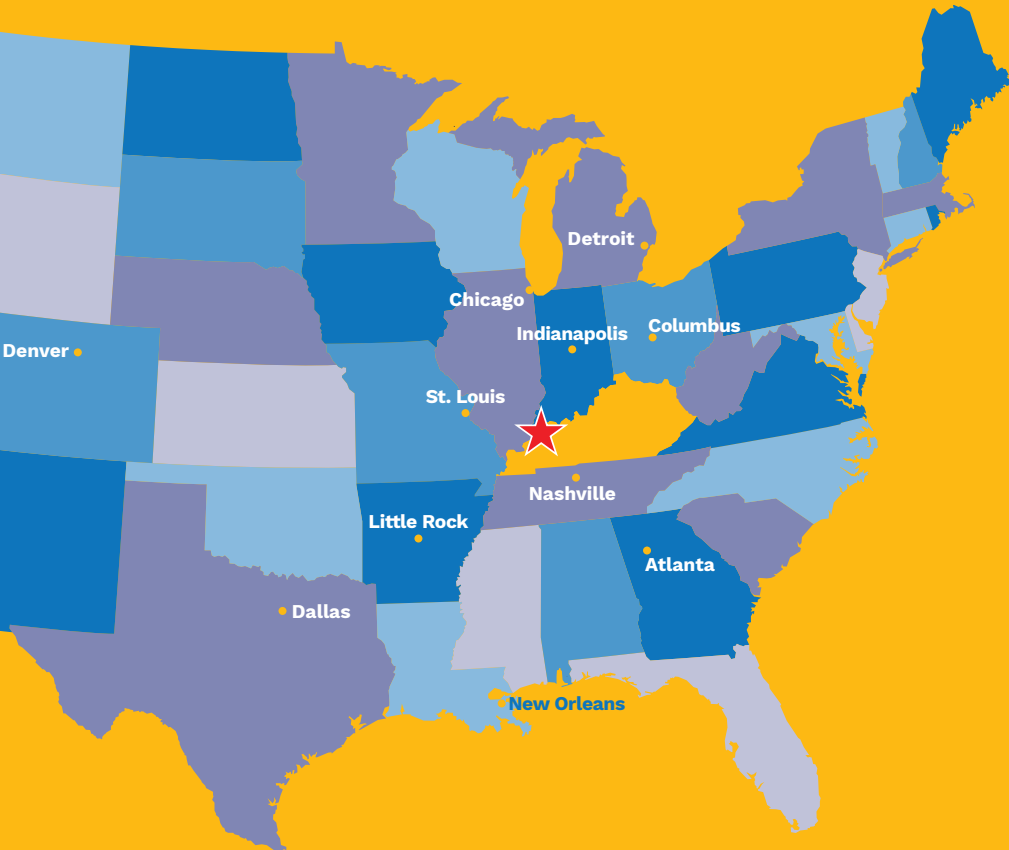 Detroit
Chicago
Columbus
Indianapolis
Denver
St. Louis
Nashville
Little Rock
Atlanta
Dallas
New Orleans